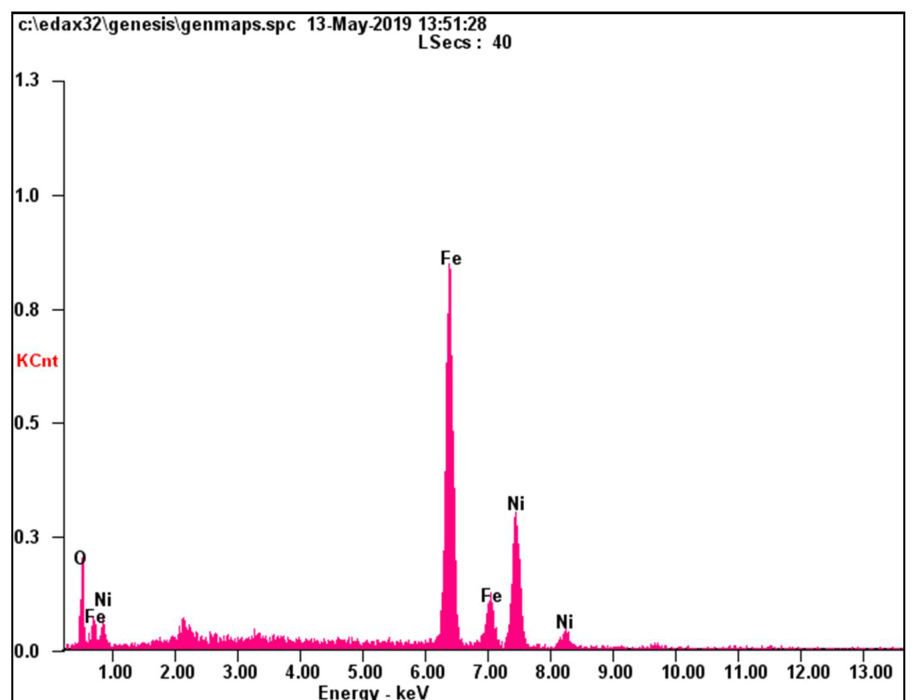 c:\edax32\genesis\genmaps.spc 13-May-2019 13:51:28
LSecs : 40
1.3
1.0
Fe
0.8
KCnt
0.5
Ni
0.3
O
Ni
Fe
Fe
Ni
0.0
1.00 2.00 3.00 4.00 5.00 6.00 7.00 8.00 9.00 10.00 11.00 12.00 13.00
Energy - keV